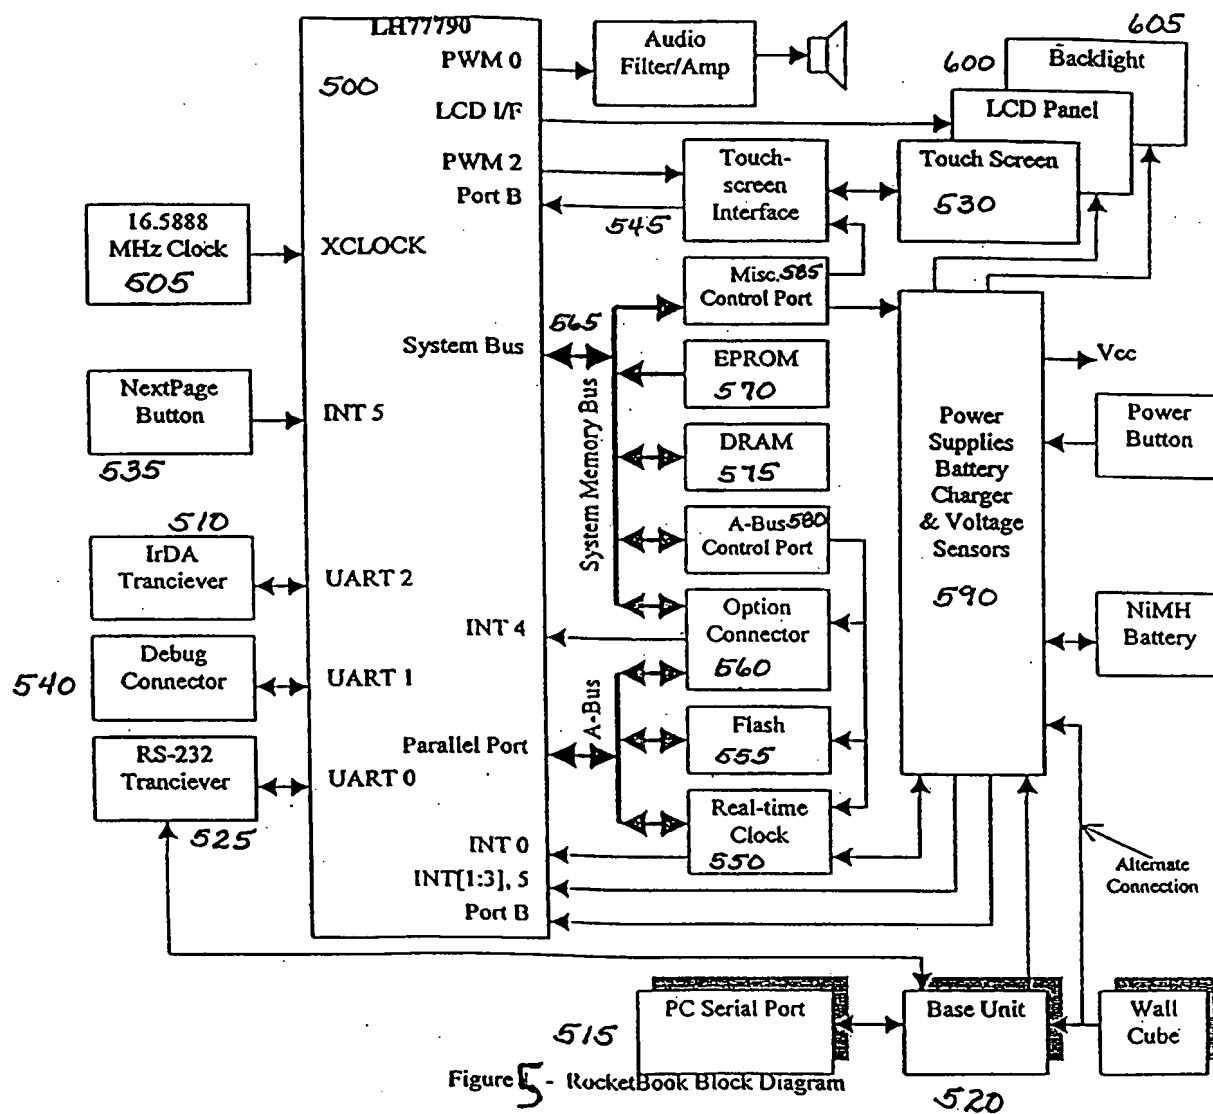 LH77790
500
PWM 0
LCD I/F
PWM 2
Port B
XCLOCK
System Bus
INT 5
UART 2
INT 4
UART 1
Parallel Port
UART 0
INT 0
INT[1:3], 5
Port B
Audio
Filter/Amp
605
Backlight
600
LCD Panel
Touch Screen
530
Touch-
screen
Interface
545
16.5888
MHz Clock
505
NextPage
Button
535
510
IrDA
Tranciever
Debug
Connector
540
RS-232
Tranciever
525
565
System Memory Bus
A-Bus
Misc. 585
Control Port
EPROM
570
DRAM
575
A-Bus 580
Control Port
Option
Connector
560
Flash
555
Real-time
Clock
550
Power
Supplies
Battery
Charger
& Voltage
Sensors
590
Vcc
Power
Button
NiMH
Battery
Alternate
Connection
PC Serial Port
515
Base Unit
520
Wall
Cube
Figure 5 - RocketBook Block Diagram